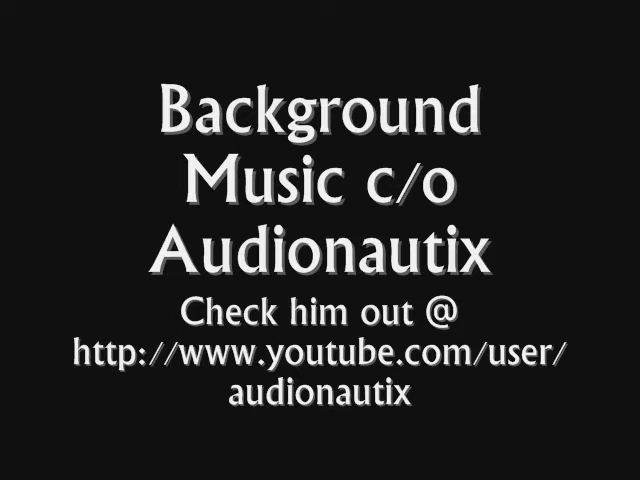 Background
Music c/o
Audionautix
Check him out @
http://www.youtube.com/user/
audionautix